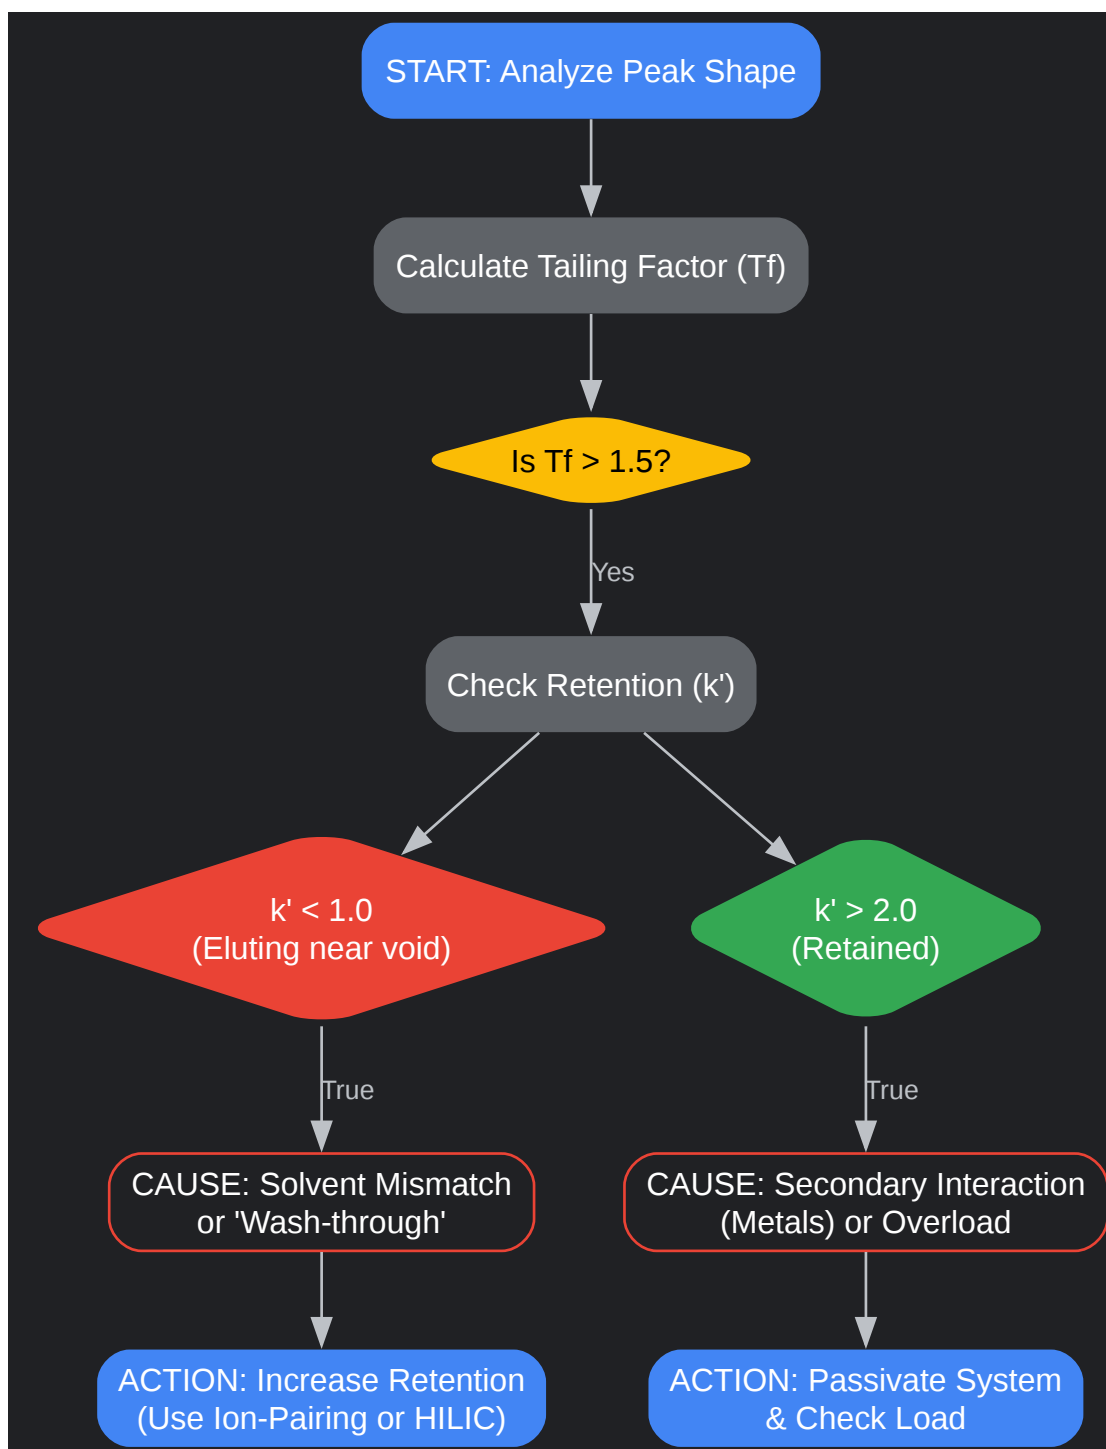 START: Analyze Peak Shape
Calculate Tailing Factor (Tf)
Is Tf > 1.5?
Yes
Check Retention (k')
k' < 1.0
(Eluting near void)
k' > 2.0
(Retained)
True
True
CAUSE: Solvent Mismatch
or 'Wash-through'
CAUSE: Secondary Interaction
(Metals) or Overload
ACTION: Increase Retention
(Use Ion-Pairing or HILIC)
ACTION: Passivate System
& Check Load